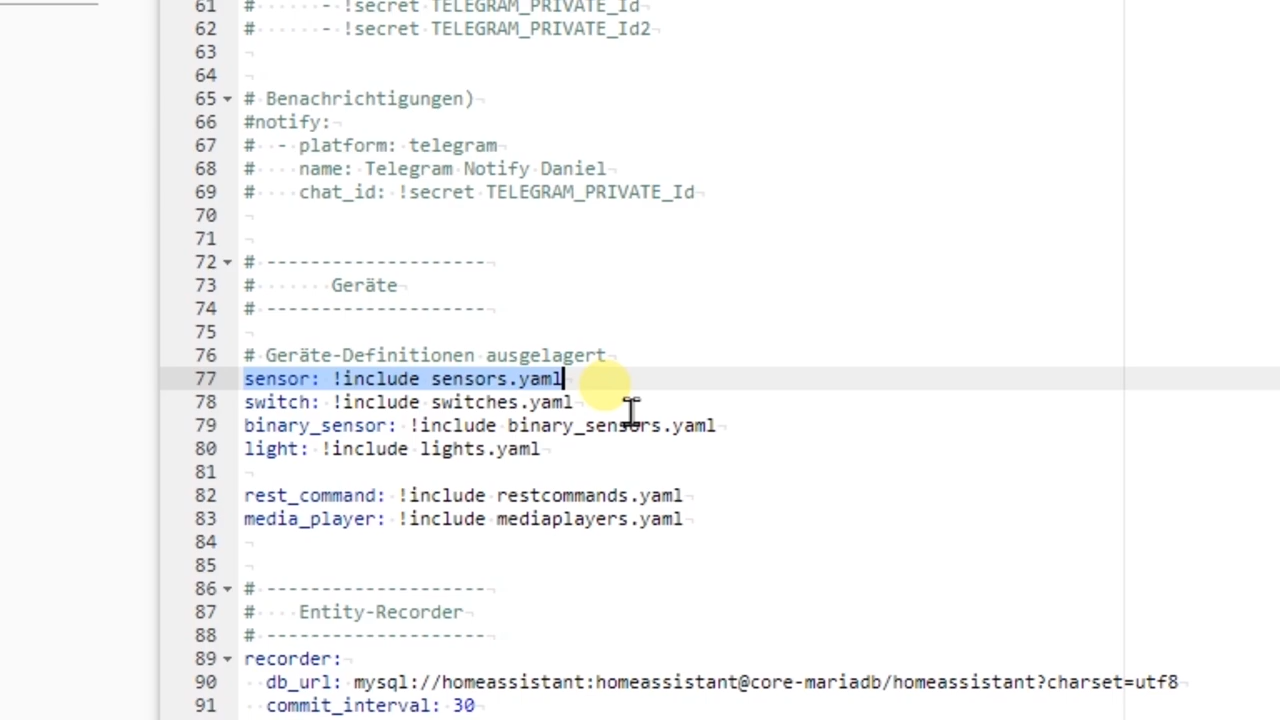 61 #      - !secret TELEGRAM_PRIVATE_Id
62 #      - !secret TELEGRAM_PRIVATE_Id2
63
64
65 # Benachrichtigungen)
66 #notify:
67 #  - platform: telegram
68 #    name: Telegram Notify Daniel
69 #    chat_id: !secret TELEGRAM_PRIVATE_Id
70
71
72 # --------------------
73 #       Geräte
74 # --------------------
75
76 # Geräte-Definitionen ausgelagert
77 sensor: !include sensors.yaml
78 switch: !include switches.yaml
79 binary_sensor: !include binary_sensors.yaml
80 light: !include lights.yaml
81
82 rest_command: !include restcommands.yaml
83 media_player: !include mediaplayers.yaml
84
85
86 # --------------------
87 #    Entity-Recorder
88 # --------------------
89 recorder:
90   db_url: mysql://homeassistant:homeassistant@core-mariadb/homeassistant?charset=utf8
91   commit_interval: 30